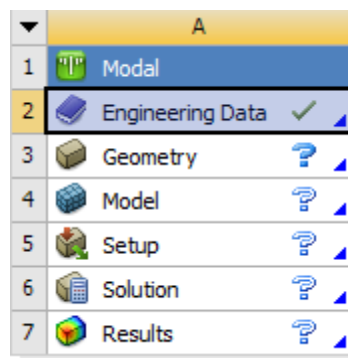 A
1 Modal
2 Engineering Data
3 Geometry ?
4 Model ?
5 Setup ?
6 Solution ?
7 Results ?